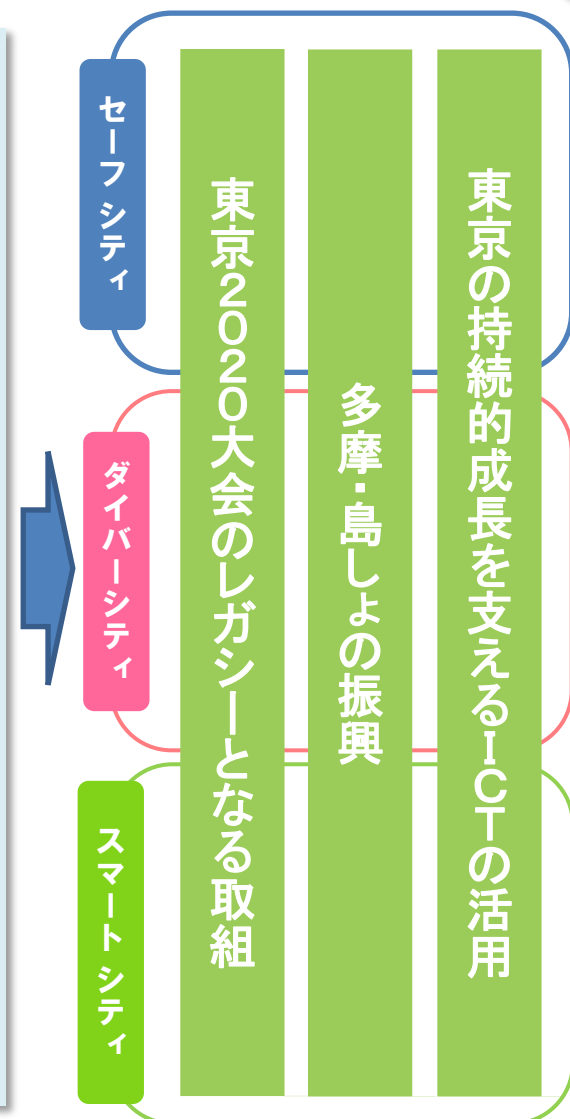 セーフ シティ
ダイバーシティ
スマート シティ
東京２０２０大会のレガシーとなる取組
多摩・島しょの振興
東京の持続的成長を支えるＩＣＴの活用